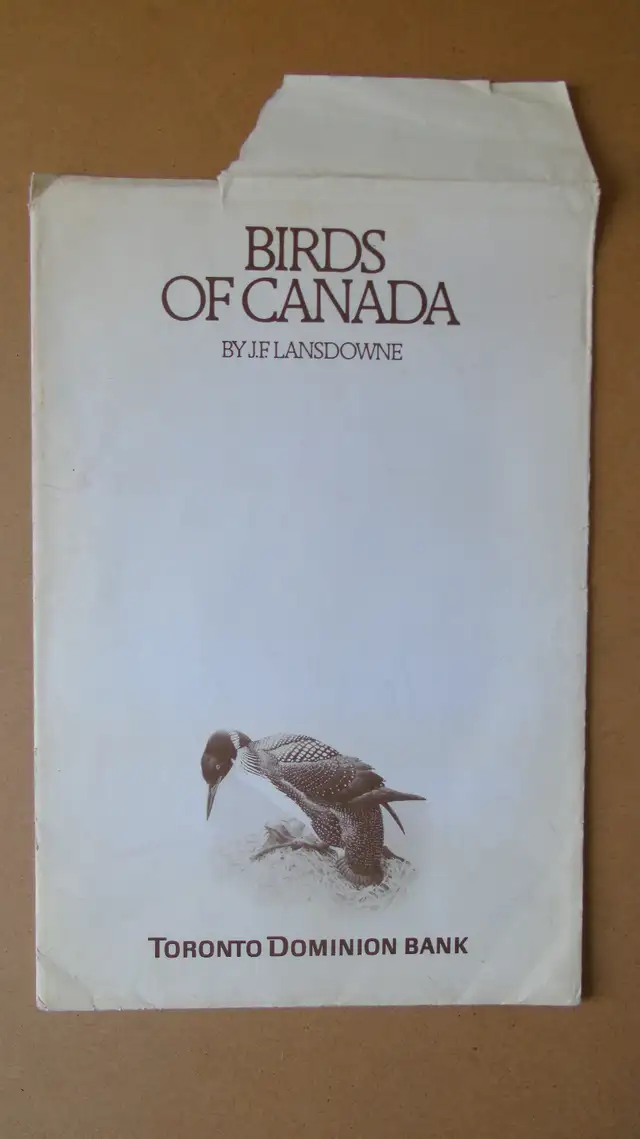 BIRDS
OF CANADA
BY J.F. LANSDOWNE
TORONTO DOMINION BANK